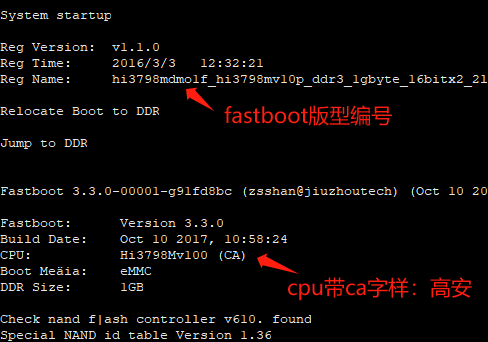 System startup
Reg Version: v1.1.0
Reg Time: 2016/3/3 12:32:21
Reg Name: hi3798mdmo1f_hi3798mv10p_ddr3_1gbyte_16bitx2_21
fastboot版型编号
Relocate Boot to DDR
Jump to DDR
Fastboot 3.3.0-00001-g91fd8bc (zsshan@jiuzhoutech) (Oct 10 20
Fastboot: Version 3.3.0
Build Date: Oct 10 2017, 10:58:24
CPU: Hi3798Mv100 (CA)
Boot Meäia: eMMC
cpu带ca字样：高安
DDR Size: 1GB
Check nand f|ash controller v610. found
Special NAND id table Version 1.36